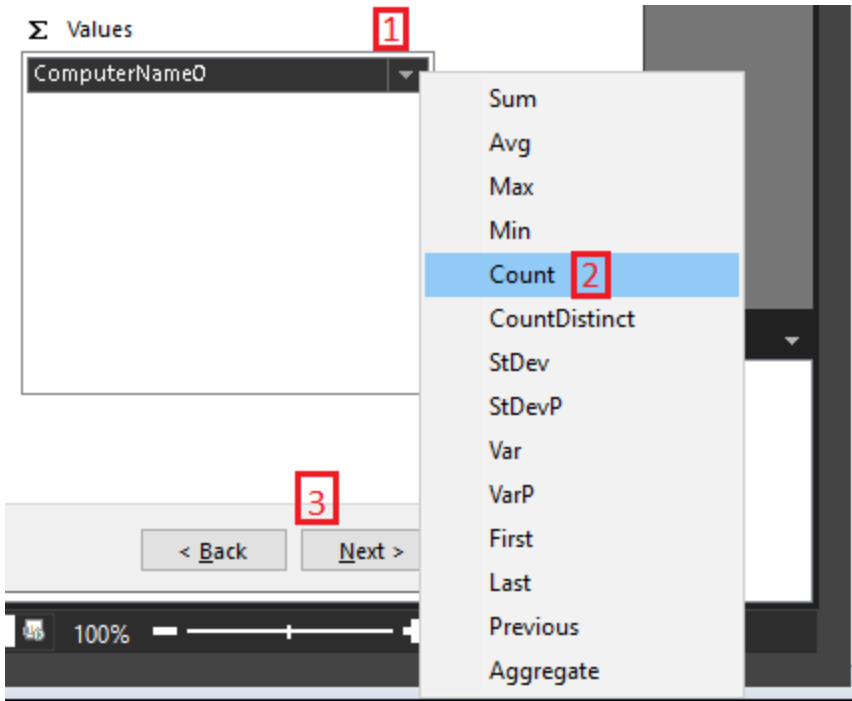 Σ Values 1
ComputerName0
Sum
Avg
Max
Min
Count 2
CountDistinct
StDev
StDevP
Var
VarP
First
Last
Previous
Aggregate
3
< Back Next >
100%